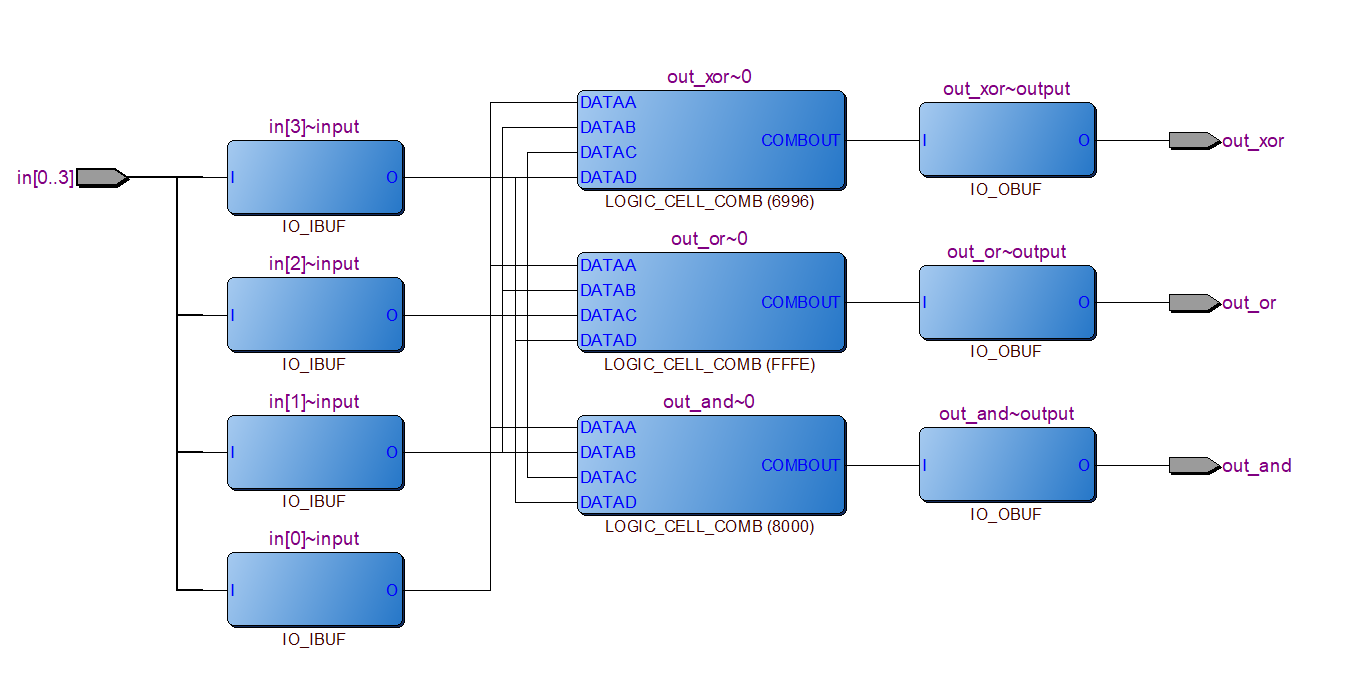 in[0..3]
in[3]~input
I
O
IO_IBUF
in[2]~input
I
O
IO_IBUF
in[1]~input
I
O
IO_IBUF
in[0]~input
I
O
IO_IBUF
out_xor~0
DATAA
DATAB
DATAC
DATAD
COMBOUT
LOGIC_CELL_COMB (6996)
out_or~0
DATAA
DATAB
DATAC
DATAD
COMBOUT
LOGIC_CELL_COMB (FFFE)
out_and~0
DATAA
DATAB
DATAC
DATAD
COMBOUT
LOGIC_CELL_COMB (8000)
out_xor~output
I
O
IO_OBUF
out_or~output
I
O
IO_OBUF
out_and~output
I
O
IO_OBUF
out_xor
out_or
out_and